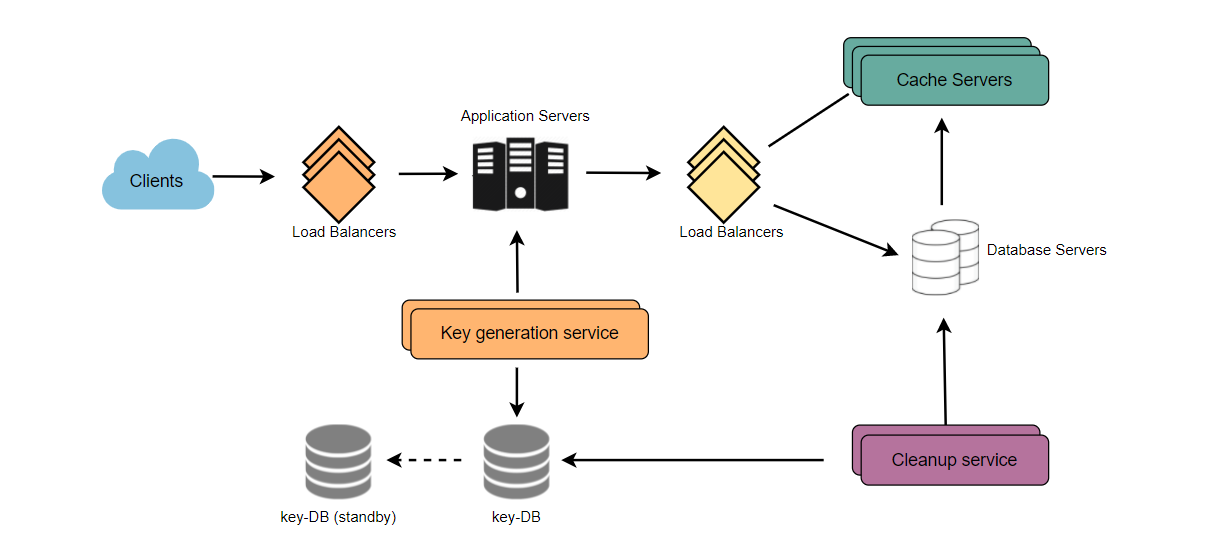 Cache Servers
Application Servers
Clients
Load Balancers
Load Balancers
Database Servers
Key generation service
Cleanup service
key-DB (standby)
key-DB